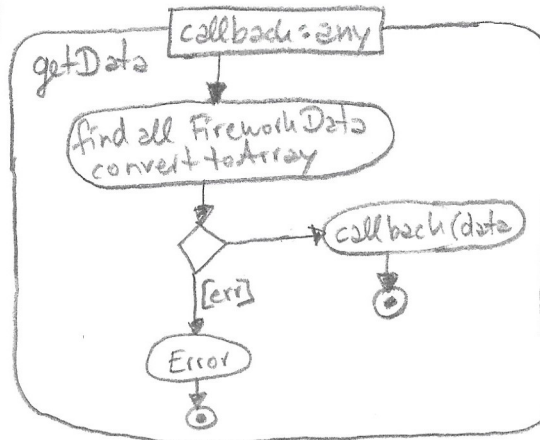 callback: any
getData
find all FireworkData
convert toArray
callback(data
[err]
Error